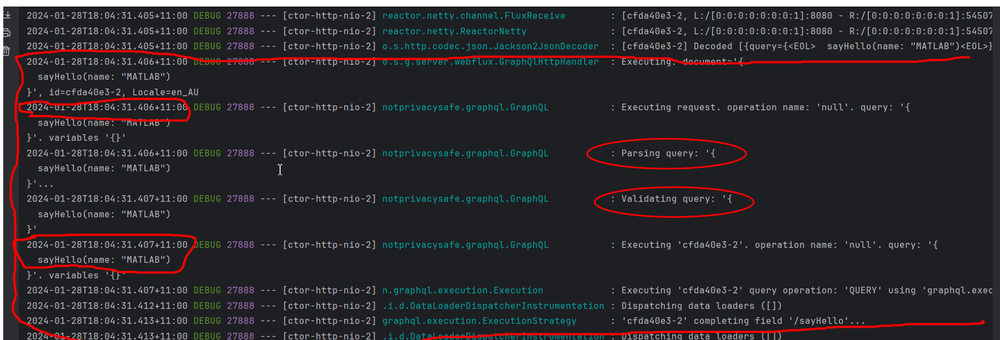 2024-01-28T18:04:31.405+11:00 DEBUG 27888 --- [ctor-http-nio-2] reactor.netty.channel.FluxReceive : [cfda40e3-2, L:/[0:0:0:0:0:0:0:1]:8080 - R:/[0:0:0:0:0:0:0:1]:54507
2024-01-28T18:04:31.405+11:00 DEBUG 27888 --- [ctor-http-nio-2] reactor.netty.ReactorNetty : [cfda40e3-2, L:/[0:0:0:0:0:0:0:1]:8080 - R:/[0:0:0:0:0:0:0:1]:54507
2024-01-28T18:04:31.405+11:00 DEBUG 27888 --- [ctor-http-nio-2] o.s.http.codec.json.Jackson2JsonDecoder : [cfda40e3-2] Decoded [{query={<EOL>  sayHello(name: "MATLAB")<EOL>}
2024-01-28T18:04:31.406+11:00 DEBUG 27888 --- [ctor-http-nio-2] o.s.g.server.webflux.GraphQlHttpHandler : Executing: document='{
sayHello(name: "MATLAB")
}', id=cfda40e3-2, Locale=en_AU
2024-01-28T18:04:31.406+11:00 DEBUG 27888 --- [ctor-http-nio-2] notprivacysafe.graphql.GraphQL : Executing request. operation name: 'null'. query: '{
sayHello(name: "MATLAB")
}'. variables '{}'
2024-01-28T18:04:31.406+11:00 DEBUG 27888 --- [ctor-http-nio-2] notprivacysafe.graphql.GraphQL : Parsing query: '{
sayHello(name: "MATLAB")
}'...
2024-01-28T18:04:31.407+11:00 DEBUG 27888 --- [ctor-http-nio-2] notprivacysafe.graphql.GraphQL : Validating query: '{
sayHello(name: "MATLAB")
}'
2024-01-28T18:04:31.407+11:00 DEBUG 27888 --- [ctor-http-nio-2] notprivacysafe.graphql.GraphQL : Executing 'cfda40e3-2'. operation name: 'null'. query: '{
sayHello(name: "MATLAB")
}'. variables '{}'
2024-01-28T18:04:31.407+11:00 DEBUG 27888 --- [ctor-http-nio-2] n.graphql.execution.Execution : Executing 'cfda40e3-2' query operation: 'QUERY' using 'graphql.exec
2024-01-28T18:04:31.412+11:00 DEBUG 27888 --- [ctor-http-nio-2] .i.d.DataLoaderDispatcherInstrumentation : Dispatching data loaders ([])
2024-01-28T18:04:31.413+11:00 DEBUG 27888 --- [ctor-http-nio-2] graphql.execution.ExecutionStrategy : 'cfda40e3-2' completing field '/sayHello'...
2024-01-28T18:04:31.413+11:00 DEBUG 27888 --- [ctor-http-nio-2] .i.d.DataLoaderDispatcherInstrumentation : Dispatching data loaders ([])